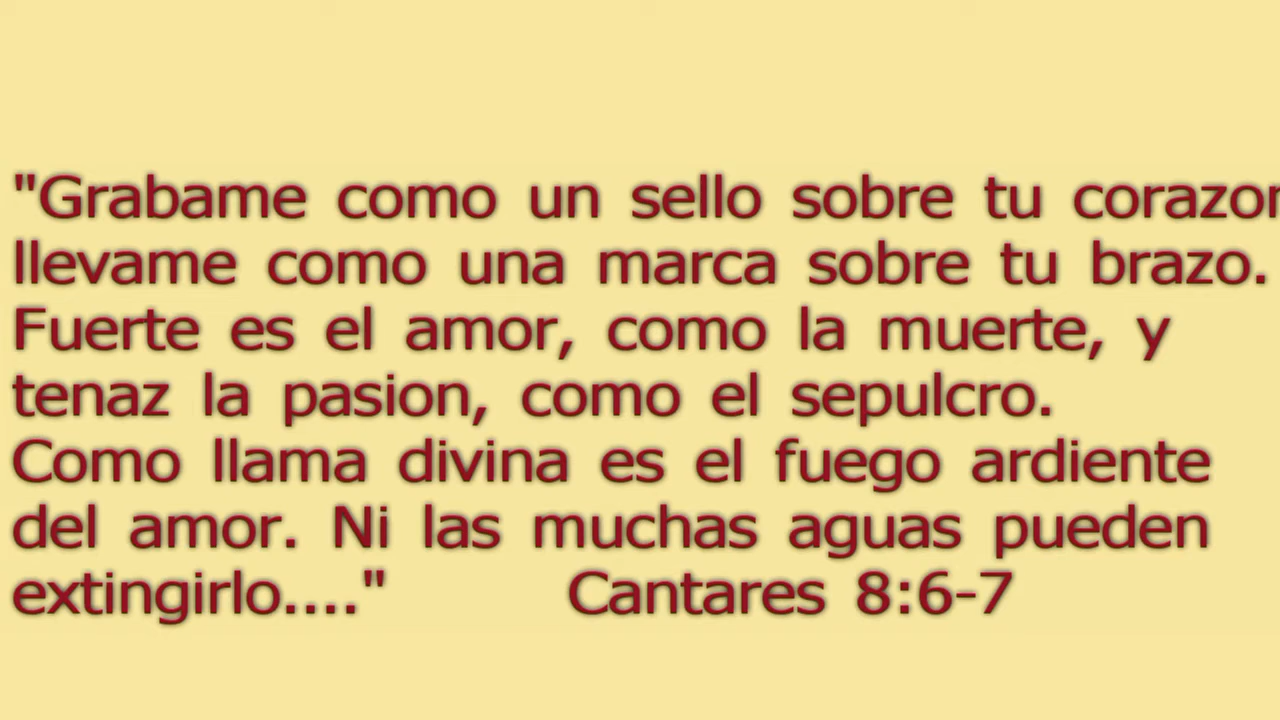 "Grabame como un sello sobre tu corazon
llevame como una marca sobre tu brazo.
Fuerte es el amor, como la muerte, y
tenaz la pasion, como el sepulcro.
Como llama divina es el fuego ardiente
del amor. Ni las muchas aguas pueden
extingirlo...." Cantares 8:6-7